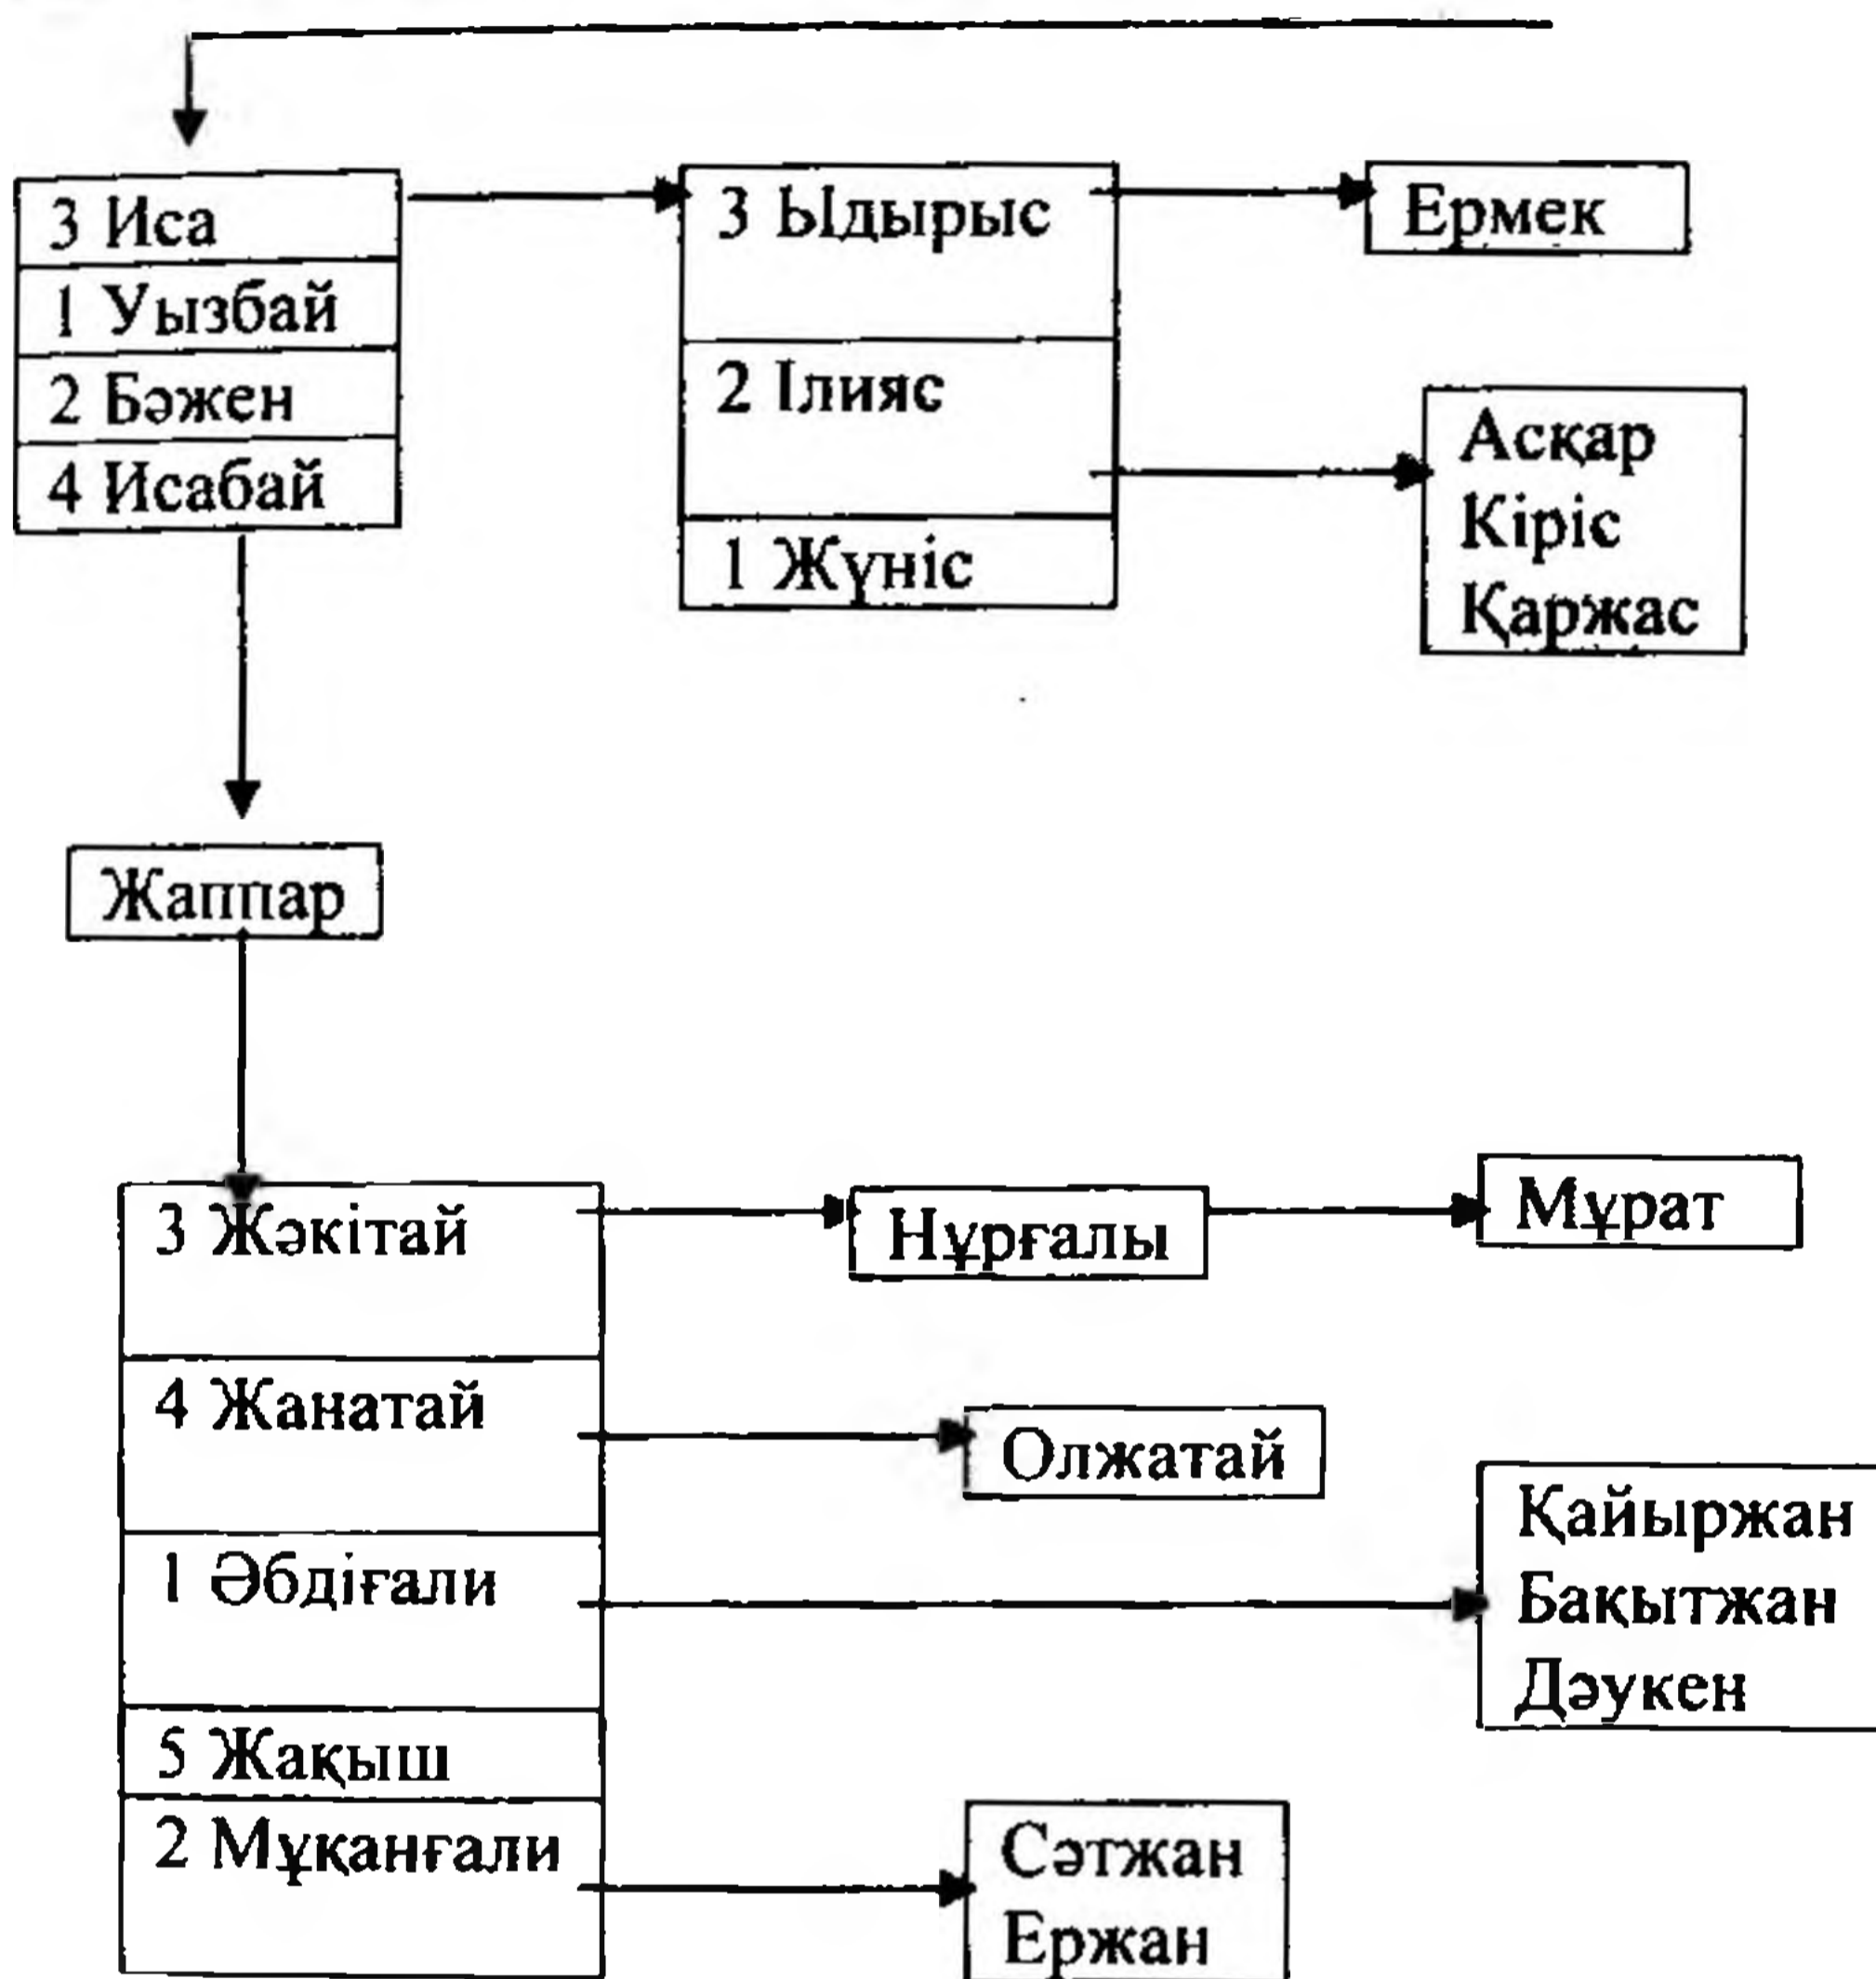 3 Иса
1 Уызбай
2 Бәжен
4 Исабай
3 Ыдырыс
2 Ілияс
1 Жүніс
Ермек
Асқар
Кіріс
Қаржас
Жаппар
3 Жәкітай
4 Жанатай
1 Әбдіғали
5 Жақыш
2 Мұқанғали
Нұрғалы
Мұрат
Олжатай
Қайыржан
Бақытжан
Дәукен
Сәтжан
Ержан